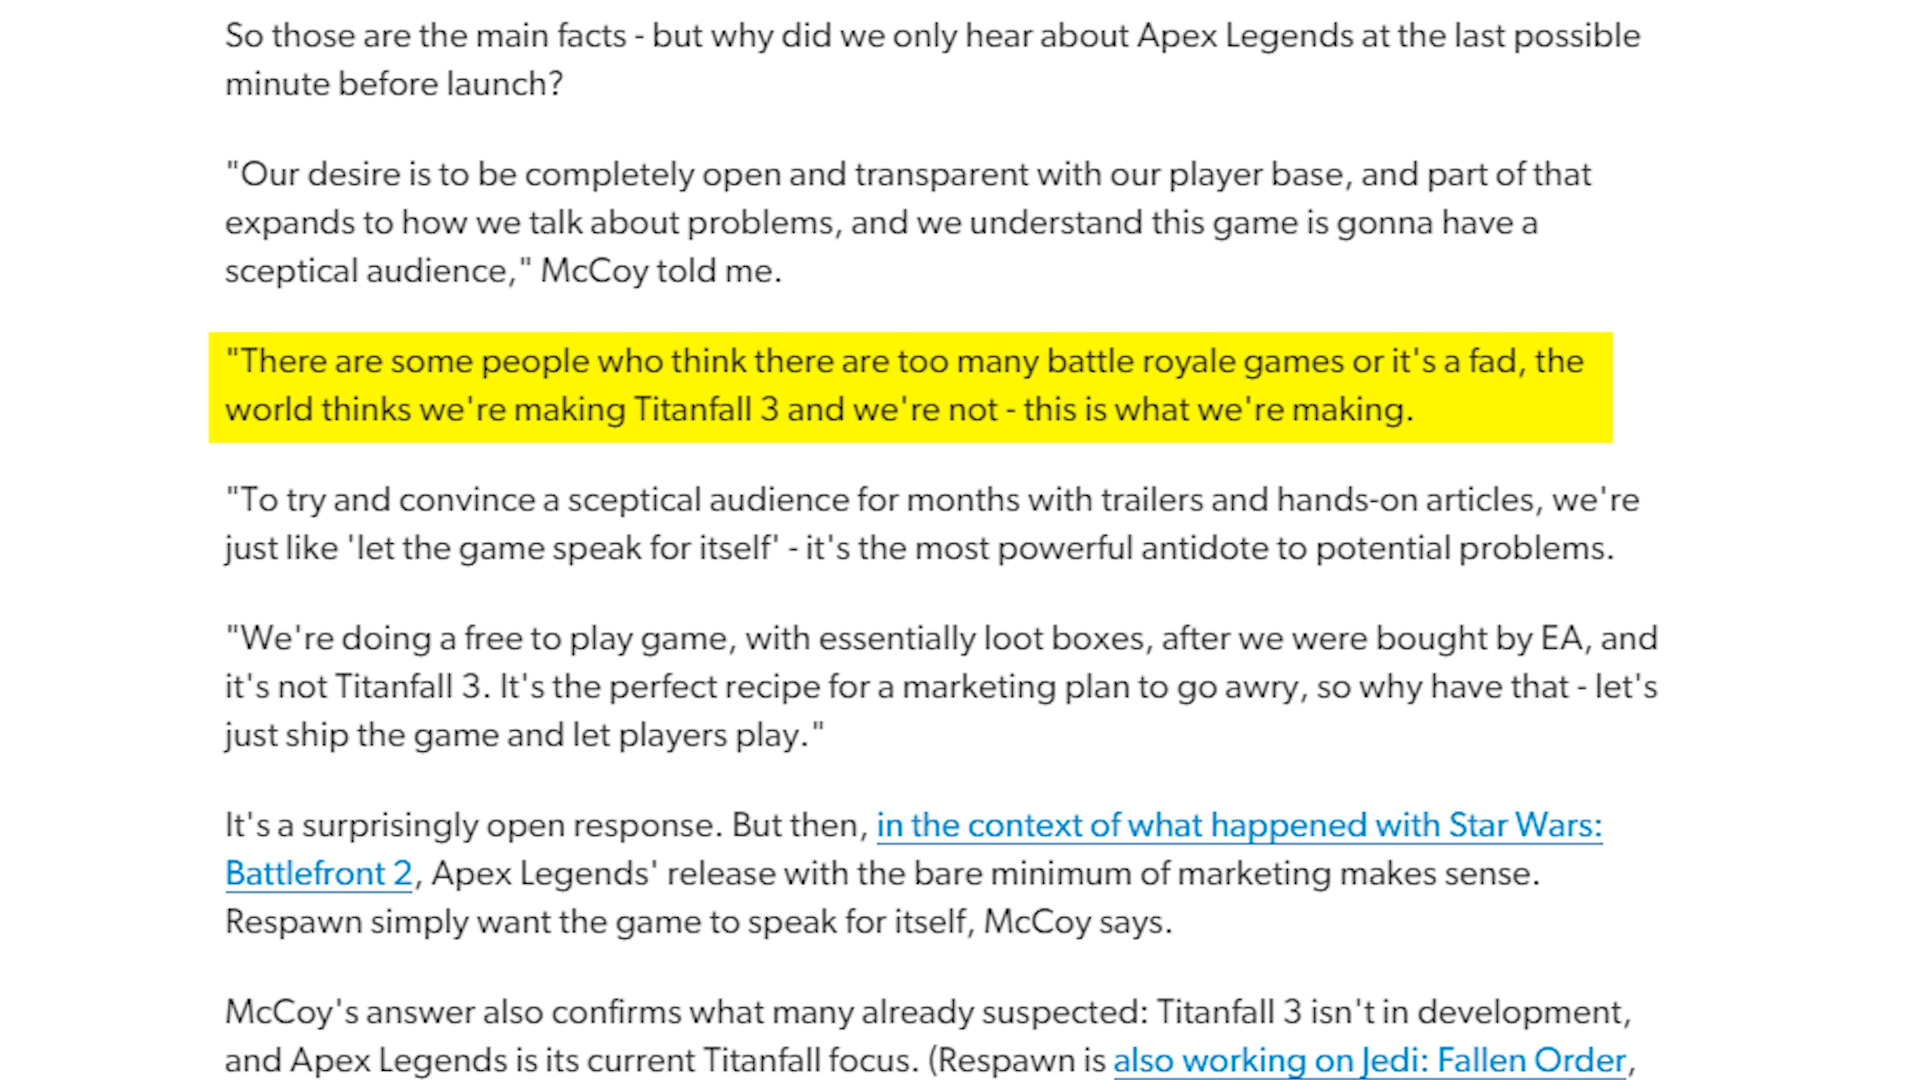 So those are the main facts - but why did we only hear about Apex Legends at the last possible
minute before launch?
"Our desire is to be completely open and transparent with our player base, and part of that
expands to how we talk about problems, and we understand this game is gonna have a
sceptical audience," McCoy told me.
"There are some people who think there are too many battle royale games or it's a fad, the
world thinks we're making Titanfall 3 and we're not - this is what we're making.
"To try and convince a sceptical audience for months with trailers and hands-on articles, we're
just like 'let the game speak for itself' - it's the most powerful antidote to potential problems.
"We're doing a free to play game, with essentially loot boxes, after we were bought by EA, and
it's not Titanfall 3. It's the perfect recipe for a marketing plan to go awry, so why have that - let's
just ship the game and let players play."
It's a surprisingly open response. But then, in the context of what happened with Star Wars:
Battlefront 2, Apex Legends' release with the bare minimum of marketing makes sense.
Respawn simply want the game to speak for itself, McCoy says.
McCoy's answer also confirms what many already suspected: Titanfall 3 isn't in development,
and Apex Legends is its current Titanfall focus. (Respawn is also working on Jedi: Fallen Order,